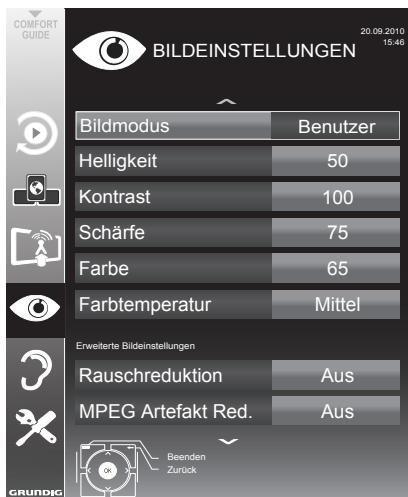 COMFORT
GUIDE
20.09.2010
15:46
BILDEINSTELLUNGEN
Bildmodus Benutzer
Helligkeit 50
Kontrast 100
Schärfe 75
Farbe 65
Farbtemperatur Mittel
Erweiterte Bildeinstellungen
Rauschreduktion Aus
MPEG Artefakt Red. Aus
Beenden
OK
Zurück
GRUNDIG